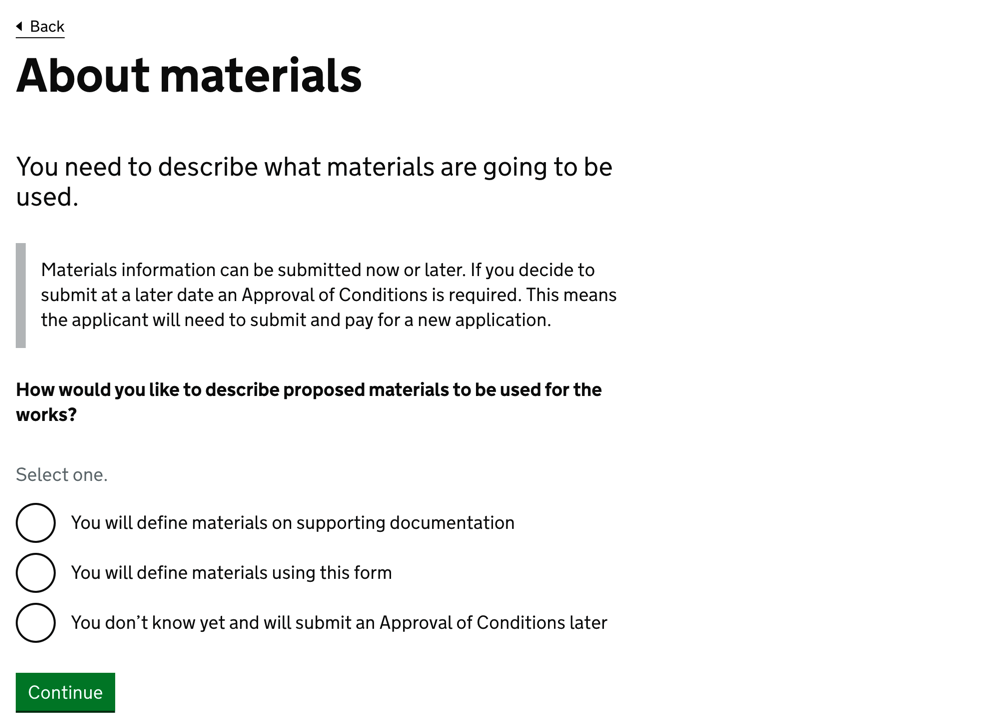 Back
About materials
You need to describe what materials are going to be
used.
Materials information can be submitted now or later. If you decide to
submit at a later date an Approval of Conditions is required. This means
the applicant will need to submit and pay for a new application.
How would you like to describe proposed materials to be used for the
works?
Select one.
You will define materials on supporting documentation
You will define materials using this form
You don’t know yet and will submit an Approval of Conditions later
Continue